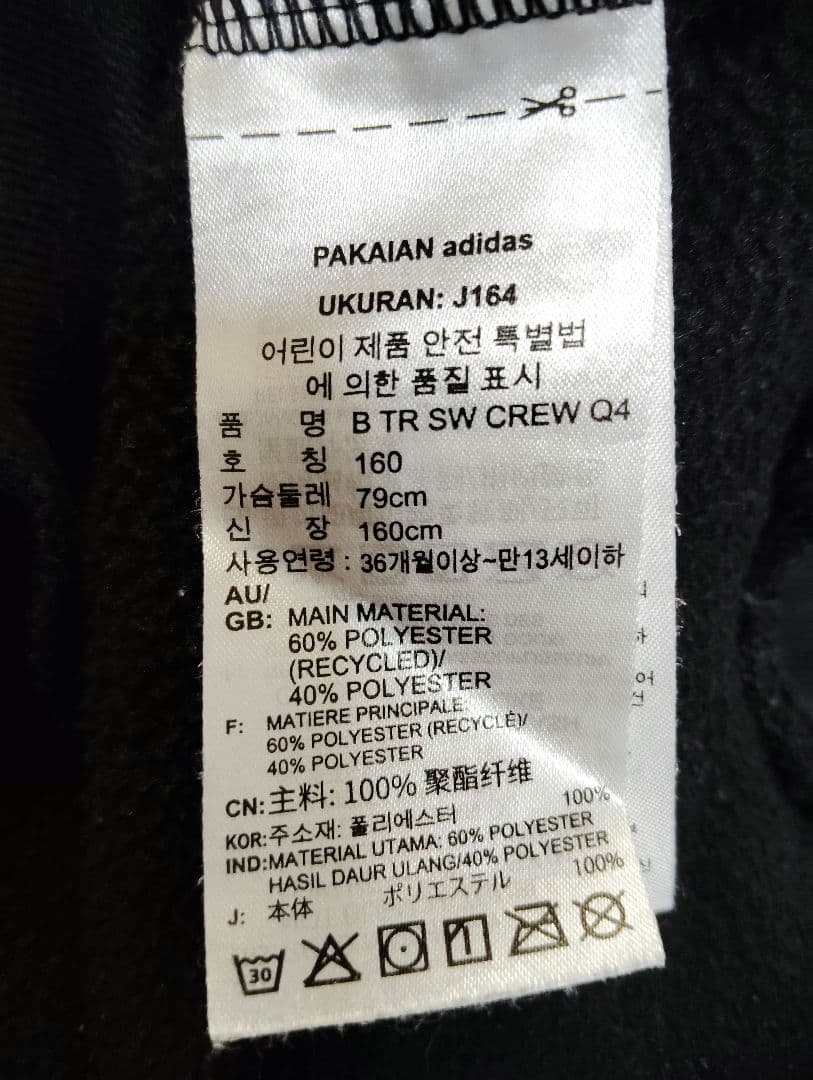 PAKAIAN adidas
UKURAN: J164
어린이 제품 안전 특별법
에 의한 품질 표시
품 명 B TR SW CREW Q4
호 칭 160
가슴둘레 79cm
신 장 160cm
사용연령 : 36개월이상~만13세이하
AU/
GB: MAIN MATERIAL:
60% POLYESTER
(RECYCLED)/
40% POLYESTER
F: MATIERE PRINCIPALE:
60% POLYESTER (RECYCLÉ)/
40% POLYESTER
CN: 主料: 100% 聚酯纤维
KOR: 주소재: 폴리에스터 100%
IND: MATERIAL UTAMA: 60% POLYESTER
HASIL DAUR ULANG/40% POLYESTER
J: 本体 ポリエステル 100%
30